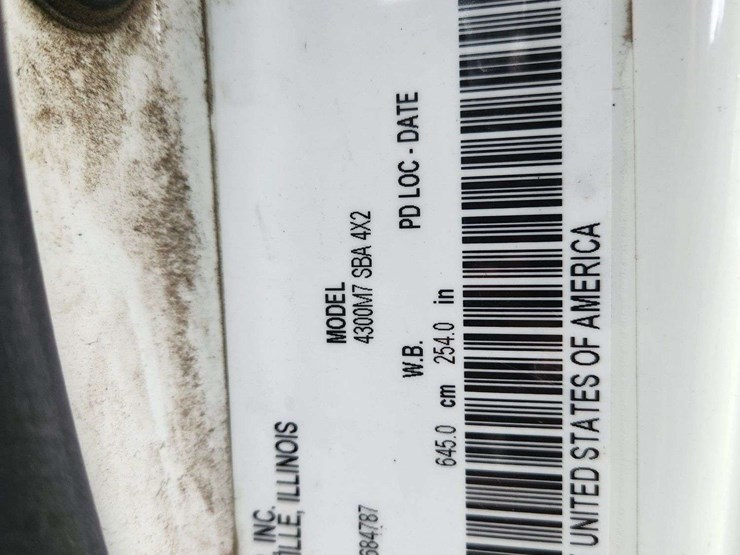 INC.
ILLINOIS
MODEL
4300M7 SBA 4X2
W.B. PD LOC - DATE
684787 645.0 cm 254.0 in
UNITED STATES OF AMERICA